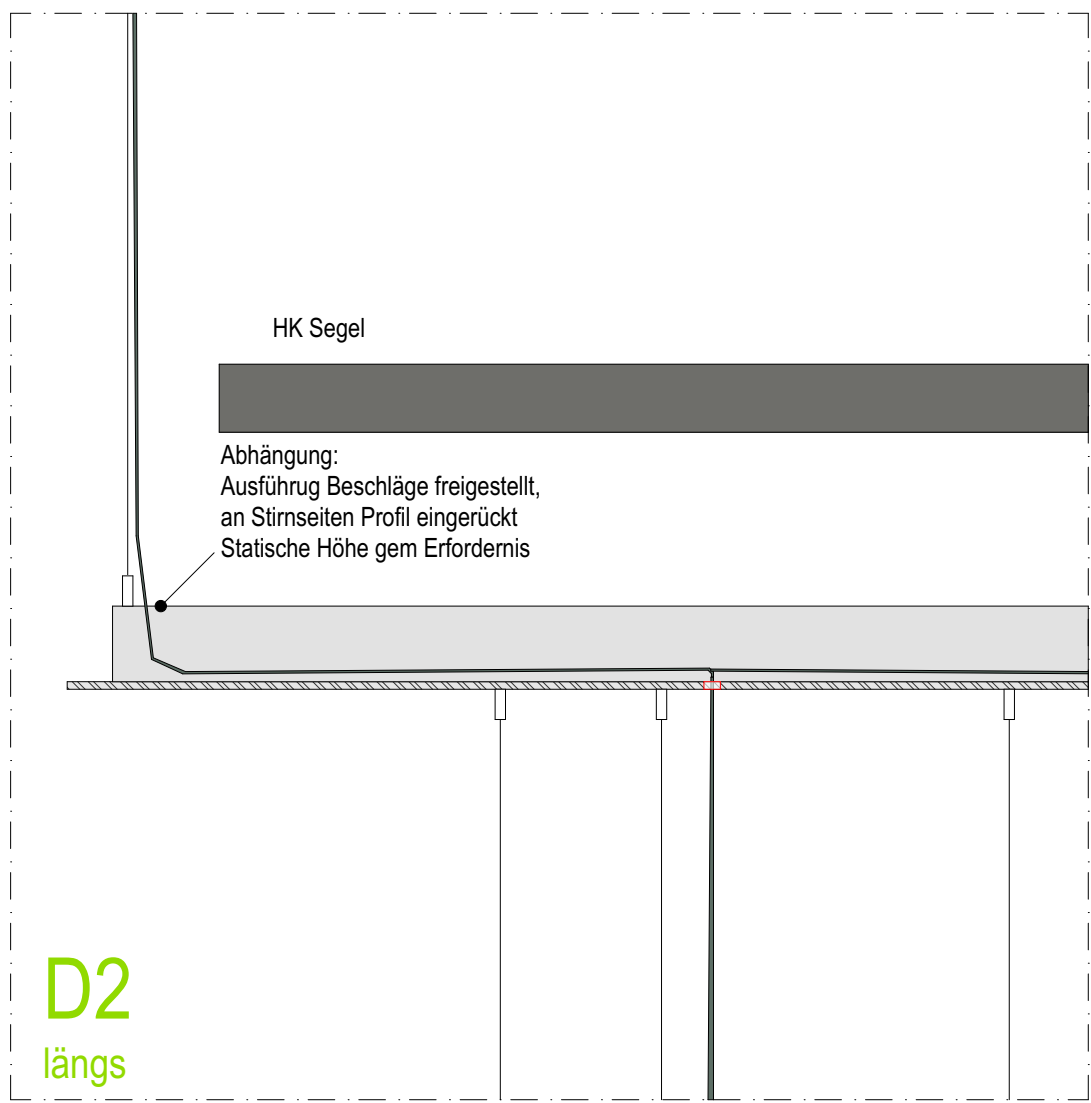 HK Segel
Abhängung:
Ausführug Beschläge freigestellt,
an Stirnseiten Profil eingerückt
Statische Höhe gem Erfordernis
D2
längs